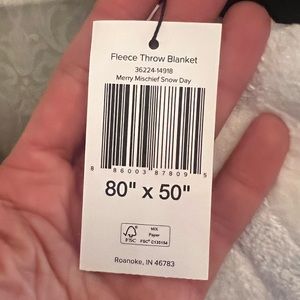 Fleece Throw Blanket
36224-14918
Merry Mischief Snow Day
8 86003 87809 5
80" x 50"
FSC
MIX
Paper
FSC® C130154
Roanoke, IN 46783